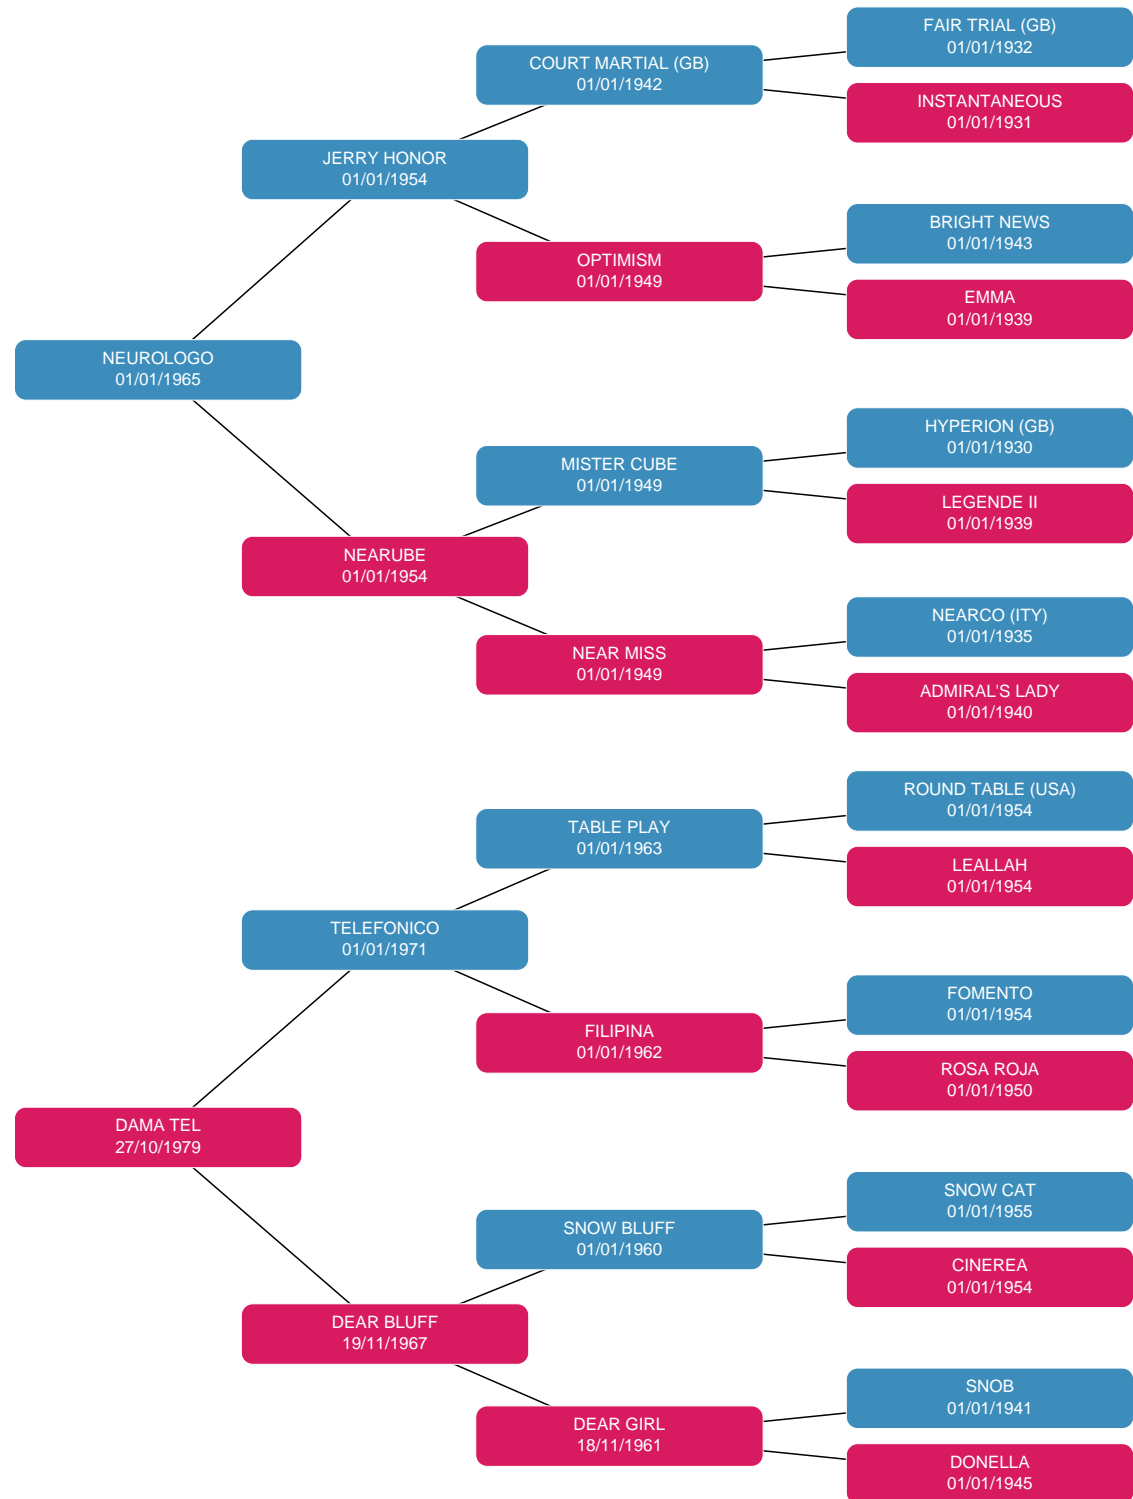 FAIR TRIAL (GB)
01/01/1932
COURT MARTIAL (GB)
01/01/1942
INSTANTANEOUS
01/01/1931
JERRY HONOR
01/01/1954
BRIGHT NEWS
01/01/1943
OPTIMISM
01/01/1949
EMMA
01/01/1939
NEUROLOGO
01/01/1965
HYPERION (GB)
01/01/1930
MISTER CUBE
01/01/1949
LEGENDE II
01/01/1939
NEARUBE
01/01/1954
NEARCO (ITY)
01/01/1935
NEAR MISS
01/01/1949
ADMIRAL'S LADY
01/01/1940
ROUND TABLE (USA)
01/01/1954
TABLE PLAY
01/01/1963
LEALLAH
01/01/1954
TELEFONICO
01/01/1971
FOMENTO
01/01/1954
FILIPINA
01/01/1962
ROSA ROJA
01/01/1950
DAMA TEL
27/10/1979
SNOW CAT
01/01/1955
SNOW BLUFF
01/01/1960
CINEREA
01/01/1954
DEAR BLUFF
19/11/1967
SNOB
01/01/1941
DEAR GIRL
18/11/1961
DONELLA
01/01/1945